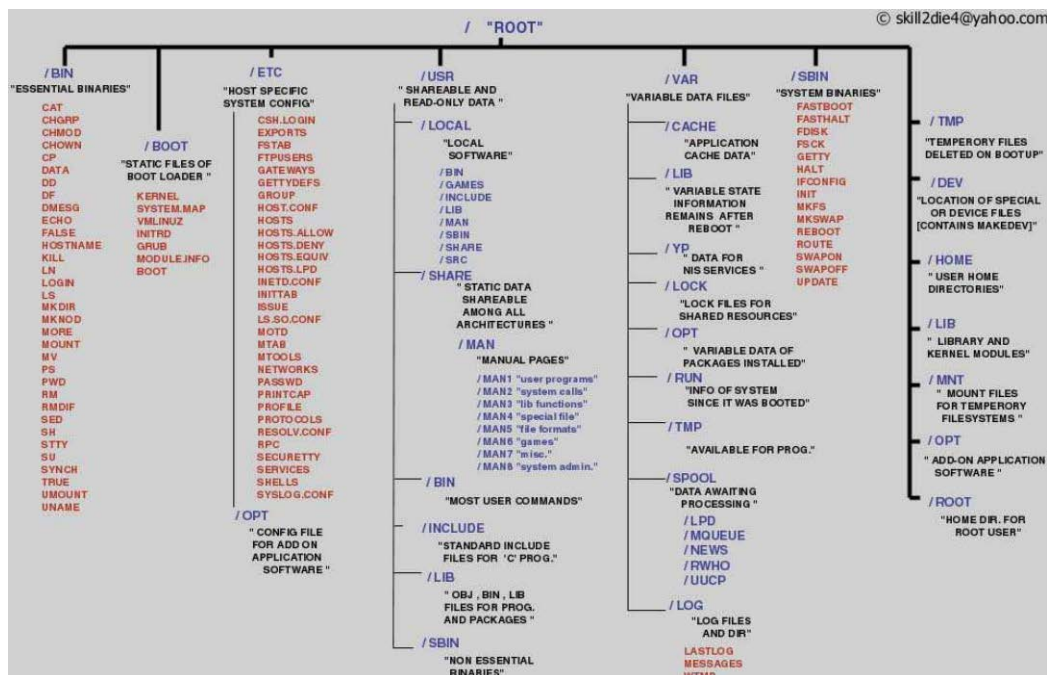 © skill2die4@yahoo.com
/ "ROOT"
/BIN
"ESSENTIAL BINARIES"
CAT
CHGRP
CHMOD
CHOWN
CP
DATA
DD
DF
DMESG
ECHO
FALSE
HOSTNAME
KILL
LN
LOGIN
LS
MKDIR
MKNOD
MORE
MOUNT
MV
PS
PWD
RM
RMDIF
SED
SH
STTY
SU
SYNCH
TRUE
UMOUNT
UNAME
/BOOT
"STATIC FILES OF
BOOT LOADER "
KERNEL
SYSTEM.MAP
VMLINUZ
INITRD
GRUB
MODULE.INFO
BOOT
/ETC
"HOST SPECIFIC
SYSTEM CONFIG"
CSH.LOGIN
EXPORTS
FSTAB
FTPUSERS
GATEWAYS
GETTYDEFS
GROUP
HOST.CONF
HOSTS
HOSTS.ALLOW
HOSTS.DENY
HOSTS.EQUIV
HOSTS.LPD
INETD.CONF
INITTAB
ISSUE
LS.SO.CONF
MOTD
MTAB
MTOOLS
NETWORKS
PASSWD
PRINTCAP
PROFILE
PROTOCOLS
RESOLV.CONF
RPC
SECURETTY
SERVICES
SHELLS
SYSLOG.CONF
/OPT
" CONFIG FILE
FOR ADD ON
APPLICATION
SOFTWARE "
/USR
" SHAREABLE AND
READ-ONLY DATA "
/LOCAL
"LOCAL
SOFTWARE"
/BIN
/GAMES
/INCLUDE
/LIB
/MAN
/SBIN
/SHARE
/SRC
/SHARE
"STATIC DATA
SHAREABLE
AMONG ALL
ARCHITECTURES "
/MAN
"MANUAL PAGES"
/MAN1 "user programs"
/MAN2 "system calls"
/MAN3 "lib functions"
/MAN4 "special file"
/MAN5 "file formats"
/MAN6 "games"
/MAN7 "misc."
/MAN8 "system admin."
/BIN
"MOST USER COMMANDS"
/INCLUDE
"STANDARD INCLUDE
FILES FOR 'C' PROG."
/LIB
" OBJ , BIN , LIB
FILES FOR PROG.
AND PACKAGES "
/SBIN
"NON ESSENTIAL
BINARIES"
/VAR
"VARIABLE DATA FILES"
/CACHE
"APPLICATION
CACHE DATA"
/LIB
" VARIABLE STATE
INFORMATION
REMAINS AFTER
REBOOT "
/YP
" DATA FOR
NIS SERVICES "
/LOCK
"LOCK FILES FOR
SHARED RESOURCES"
/OPT
" VARIABLE DATA OF
PACKAGES INSTALLED"
/RUN
"INFO OF SYSTEM
SINCE IT WAS BOOTED"
/TMP
"AVAILABLE FOR PROG."
/SPOOL
"DATA AWAITING
PROCESSING "
/LPD
/MQUEUE
/NEWS
/RWHO
/UUCP
/LOG
"LOG FILES
AND DIR"
LASTLOG
MESSAGES
WTMP
/SBIN
"SYSTEM BINARIES"
FASTBOOT
FASTHALT
FDISK
FSCK
GETTY
HALT
IFCONFIG
INIT
MKFS
MKSWAP
REBOOT
ROUTE
SWAPON
SWAPOFF
UPDATE
/TMP
"TEMPERORY FILES
DELETED ON BOOTUP"
/DEV
"LOCATION OF SPECIAL
OR DEVICE FILES
[CONTAINS MAKEDEV]"
/HOME
"USER HOME
DIRECTORIES"
/LIB
" LIBRARY AND
KERNEL MODULES"
/MNT
" MOUNT FILES
FOR TEMPERORY
FILESYSTEMS "
/OPT
" ADD-ON APPLICATION
SOFTWARE "
/ROOT
"HOME DIR. FOR
ROOT USER"